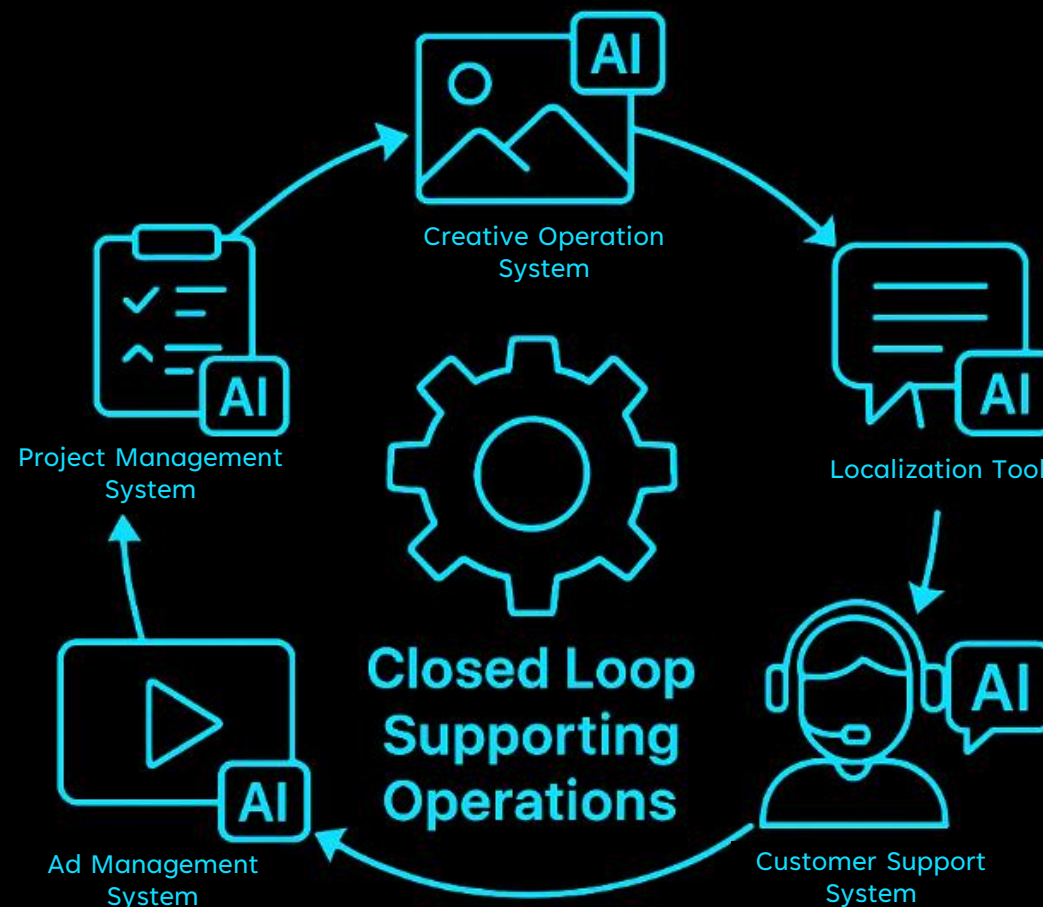 AI
Creative Operation
System
AI
Project Management
System
AI
Localization Tool
Closed Loop
Supporting
Operations
AI
Customer Support
System
AI
Ad Management
System